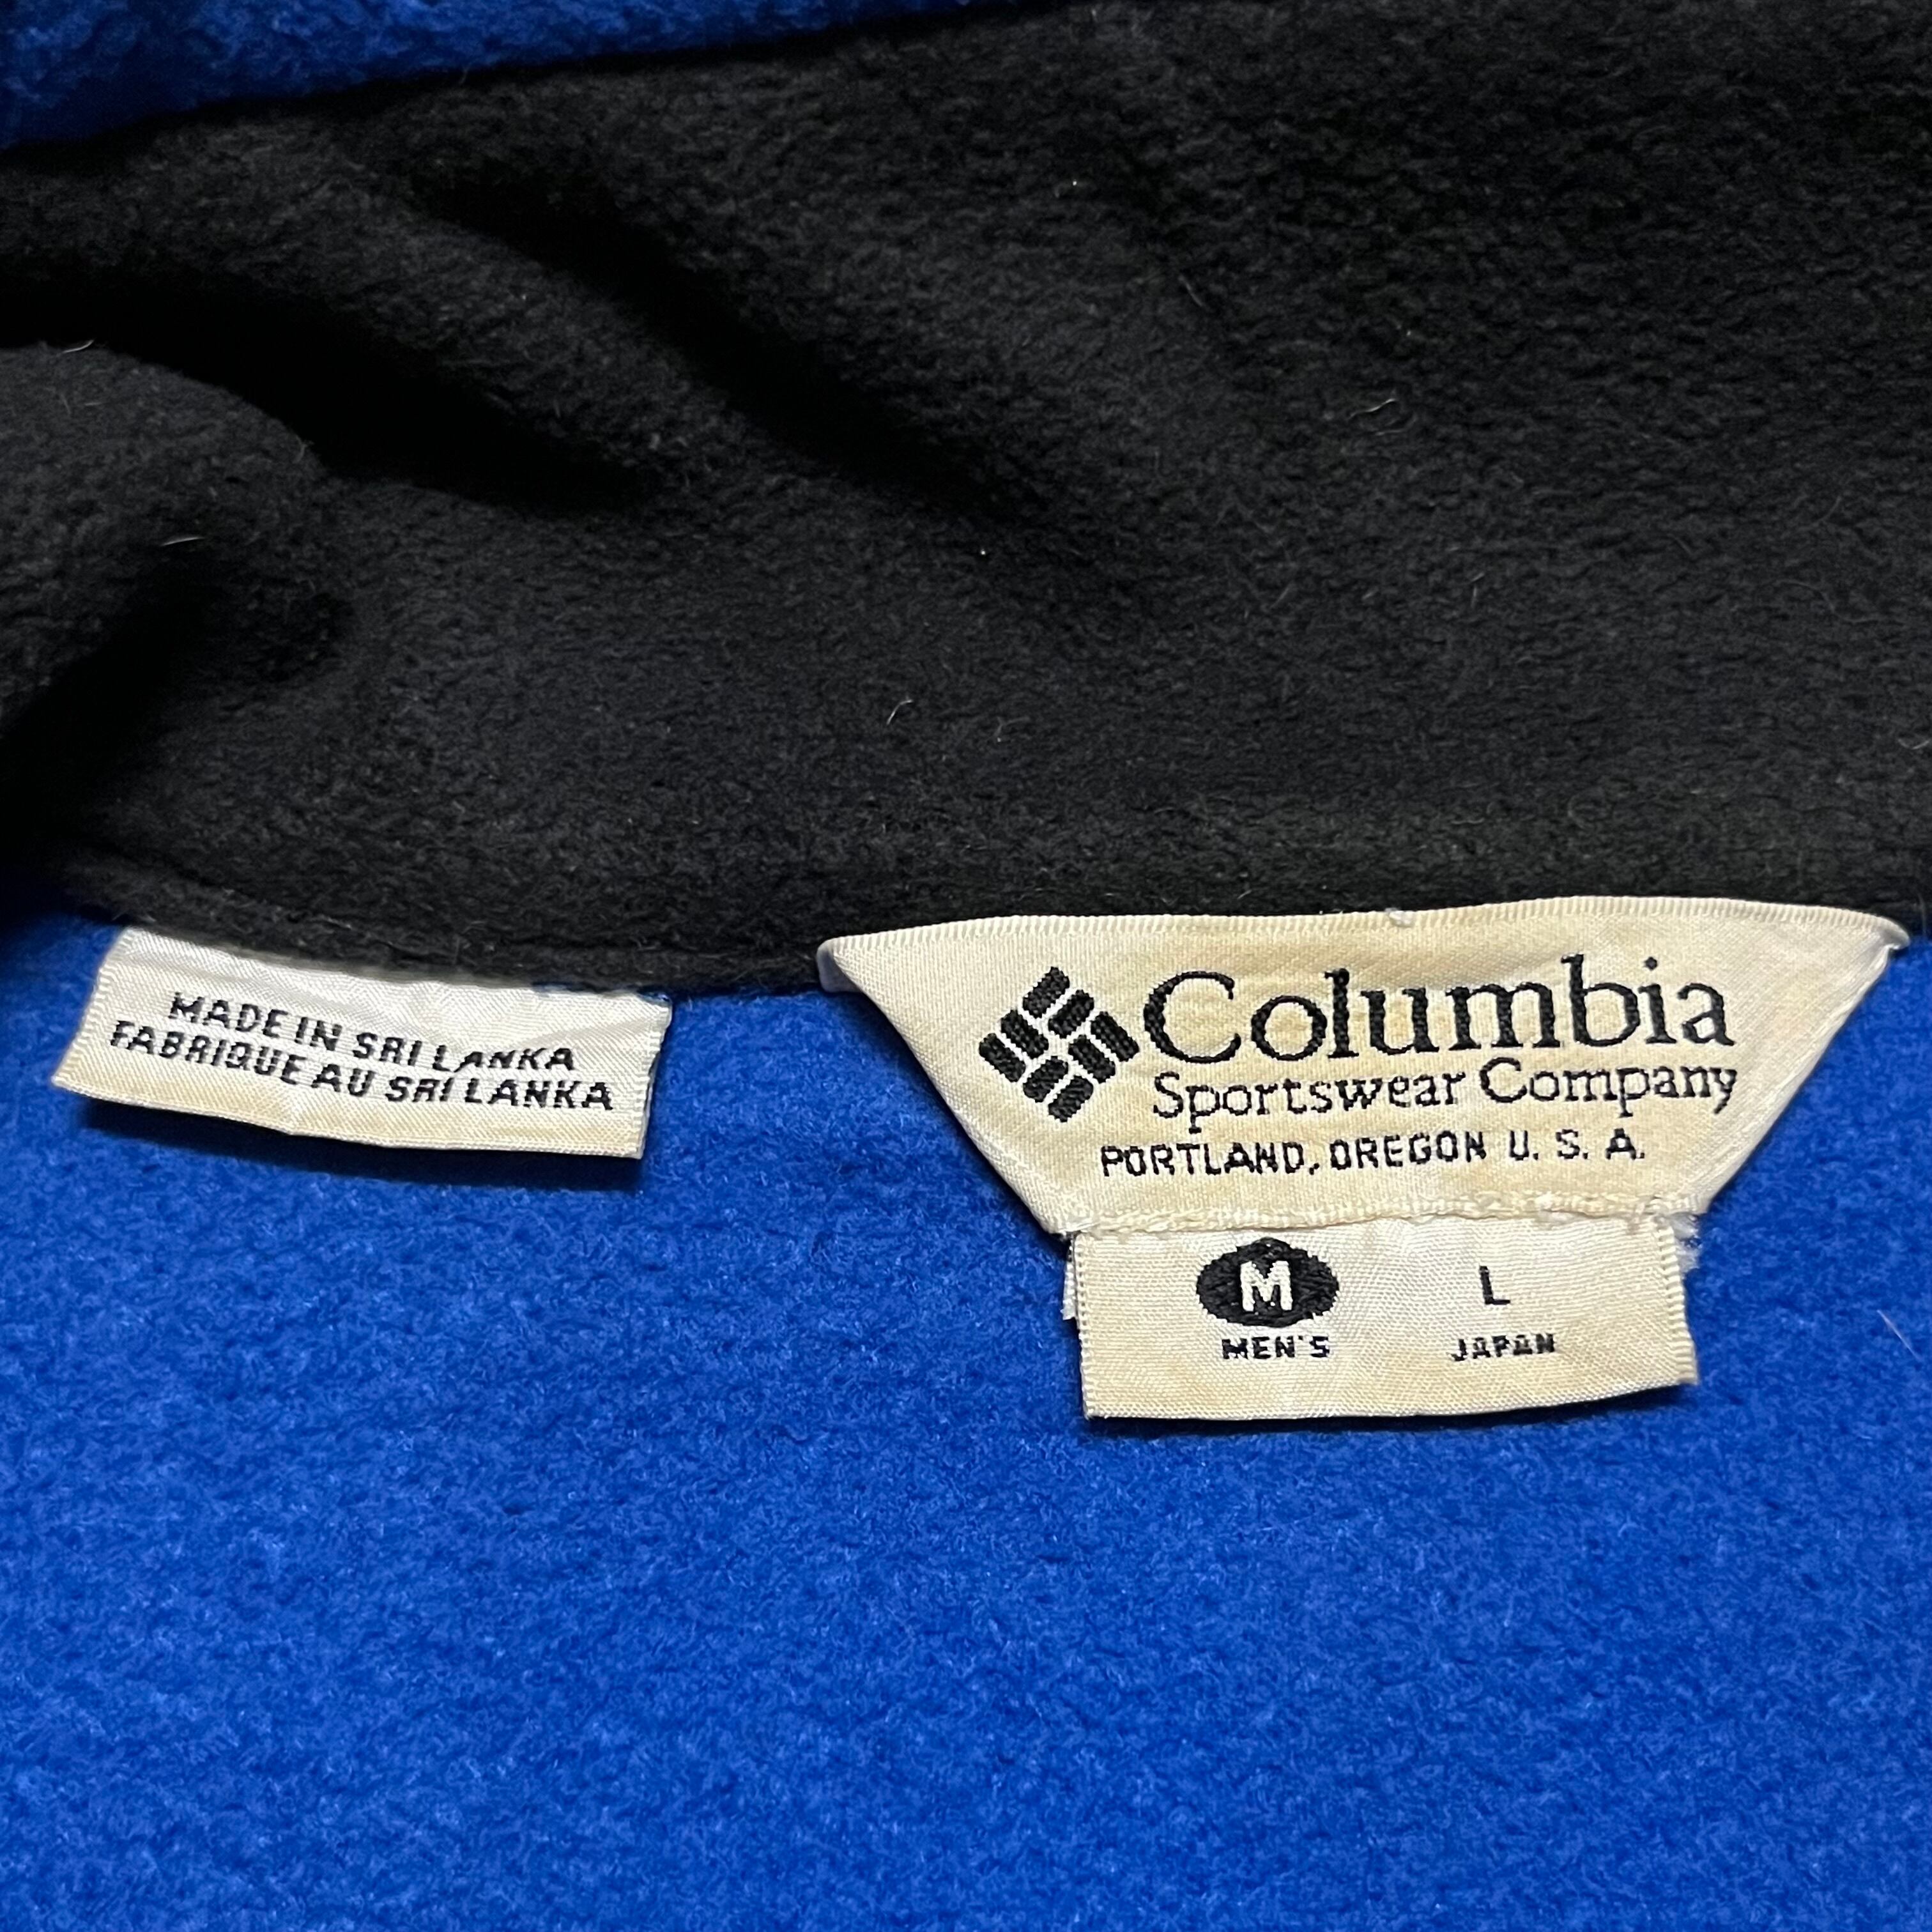 MADE IN SRI LANKA
FABRIQUE AU SRI LANKA
Columbia
Sportswear Company
PORTLAND, OREGON U. S. A.
M L
MEN'S JAPAN